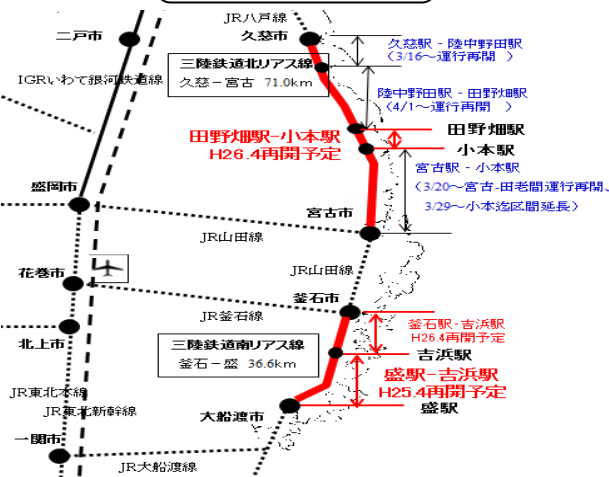 JR八戸線
二戸市
久慈市
久慈駅 - 陸中野田駅
(3/16～運行再開 )
三陸鉄道北リアス線
久慈－宮古 71.0km
IGRいわて銀河鉄道線
陸中野田駅 - 田野畑駅
(4/1～運行再開 )
田野畑駅-小本駅
H26.4再開予定
田野畑駅
小本駅
宮古駅 - 小本駅
(3/20～宮古-田老間運行再開、
3/29～小本迄区間延長)
盛岡市
宮古市
JR山田線
JR山田線
花巻市
釜石市
JR釜石線
釜石駅-吉浜駅
H26.4再開予定
北上市
三陸鉄道南リアス線
釜石－盛 36.6km
吉浜駅
盛駅-吉浜駅
H25.4再開予定
JR東北本線
JR東北新幹線
大船渡市
盛駅
一関市
JR大船渡線